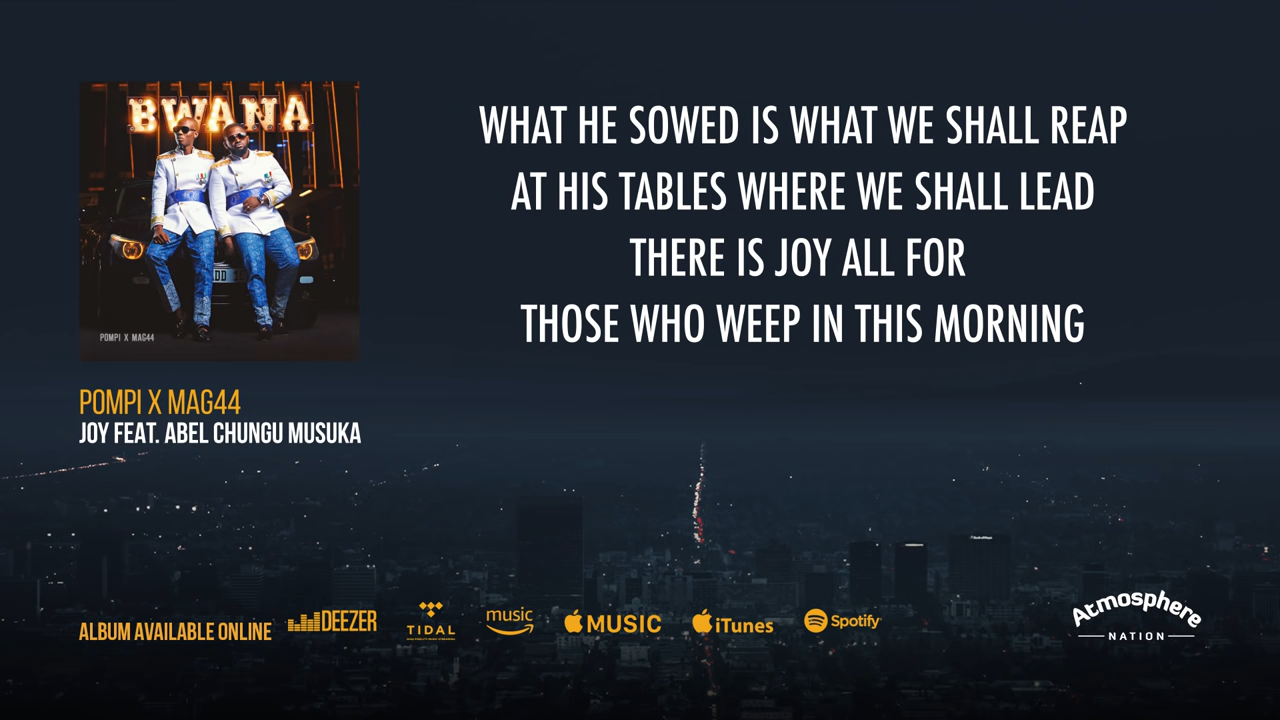 BWANA
POMPI X MAG44
POMPI X MAG44
JOY FEAT. ABEL CHUNGU MUSUKA
WHAT HE SOWED IS WHAT WE SHALL REAP
AT HIS TABLES WHERE WE SHALL LEAD
THERE IS JOY ALL FOR
THOSE WHO WEEP IN THIS MORNING
ALBUM AVAILABLE ONLINE
DEEZER
TIDAL
music
MUSIC
iTunes
Spotify
Atmosphere
NATION